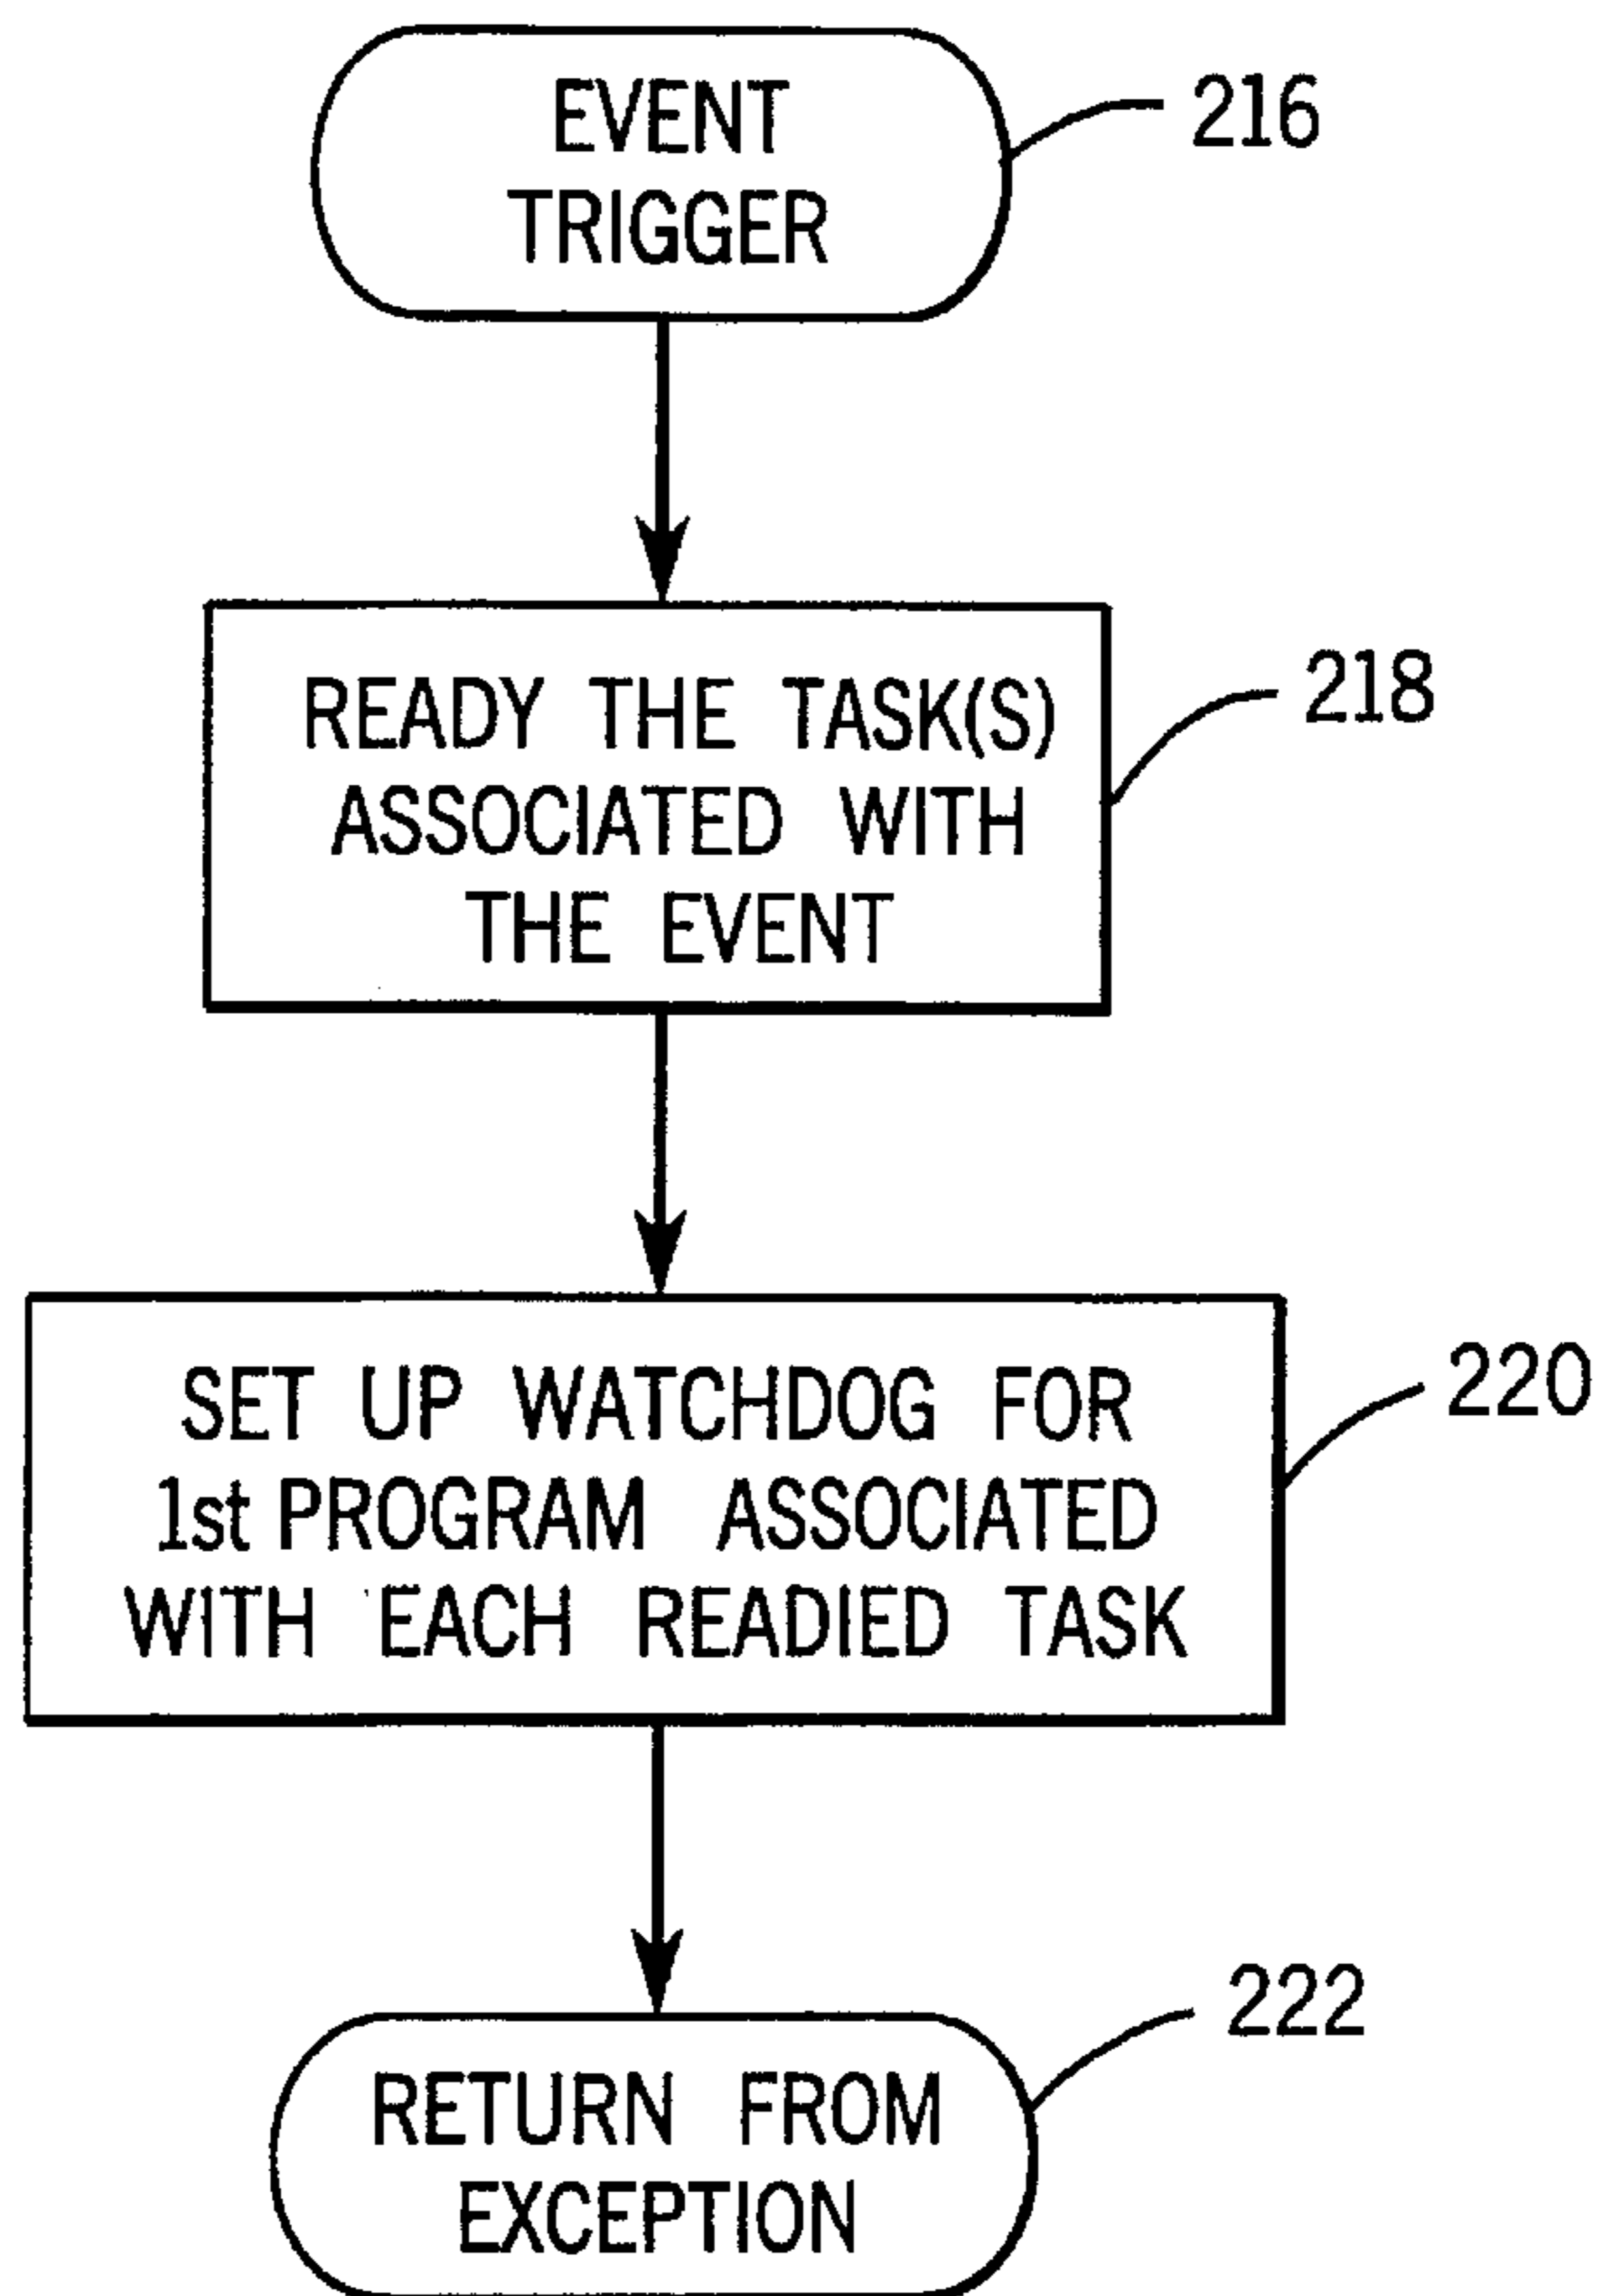 EVENT
TRIGGER
216
READY THE TASK(S)
ASSOCIATED WITH
THE EVENT
218
SET UP WATCHDOG FOR
1st PROGRAM ASSOCIATED
WITH EACH READIED TASK
220
RETURN FROM
EXCEPTION
222